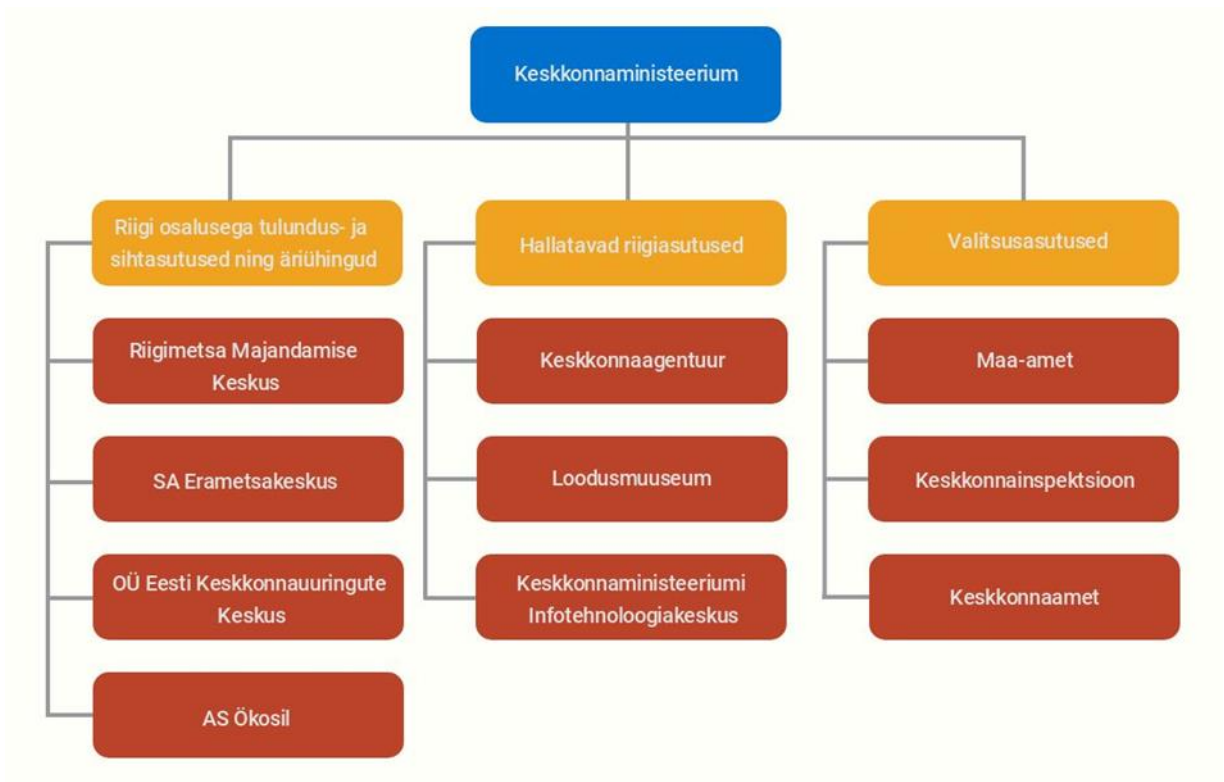 Keskkonnaministeerium
Riigi osalusega tulundus- ja
sihtasutused ning äriühingud
Riigimetsa Majandamise
Keskus
SA Erametsakeskus
OÜ Eesti Keskkonnauuringute
Keskus
AS Ökosil
Hallatavad riigiasutused
Keskkonnaagentuur
Loodusmuuseum
Keskkonnaministeeriumi
Infotehnoloogiakeskus
Valitsusasutused
Maa-amet
Keskkonnainspektsioon
Keskkonnaamet